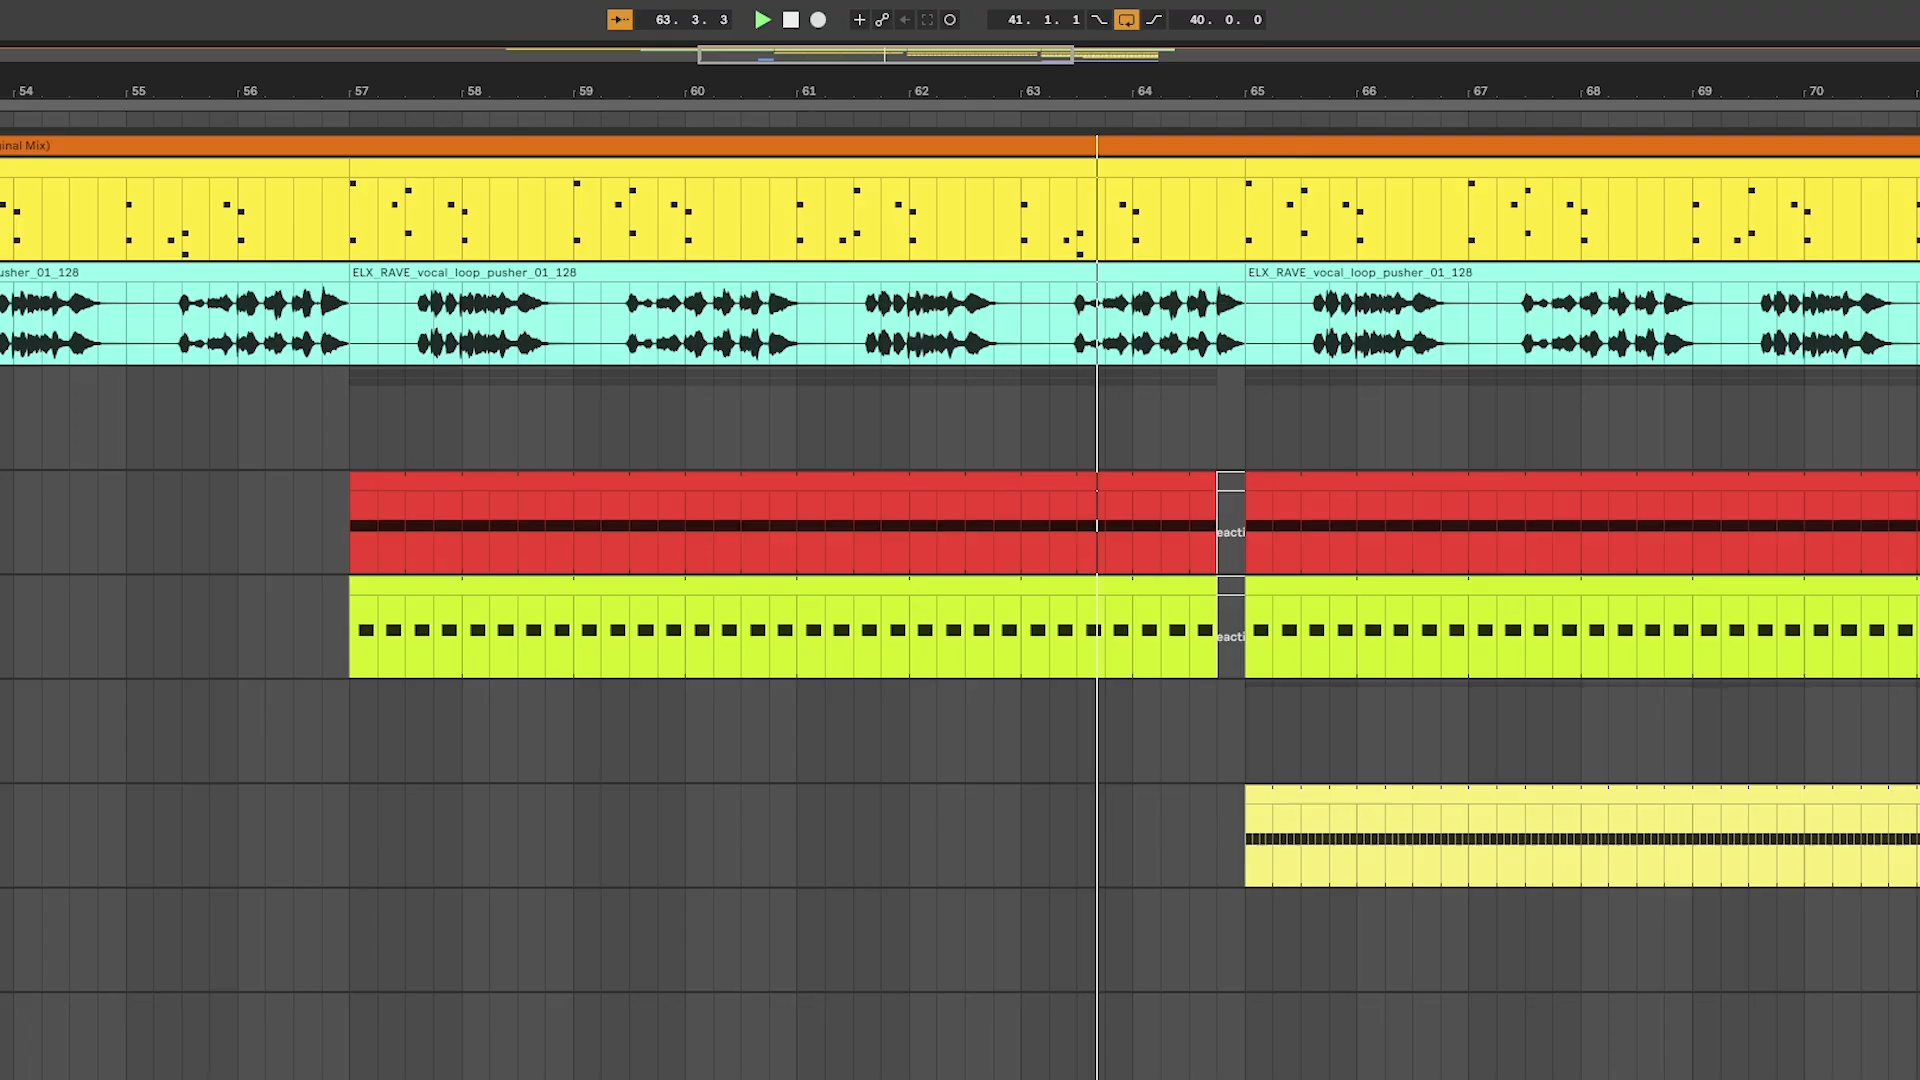 63. 3. 3
41. 1. 1
40. 0. 0
54 55 56 57 58 59 60 61 62 63 64 65 66 67 68 69 70
inal Mix)
usher_01_128
ELX_RAVE_vocal_loop_pusher_01_128
ELX_RAVE_vocal_loop_pusher_01_128
eacti
eacti